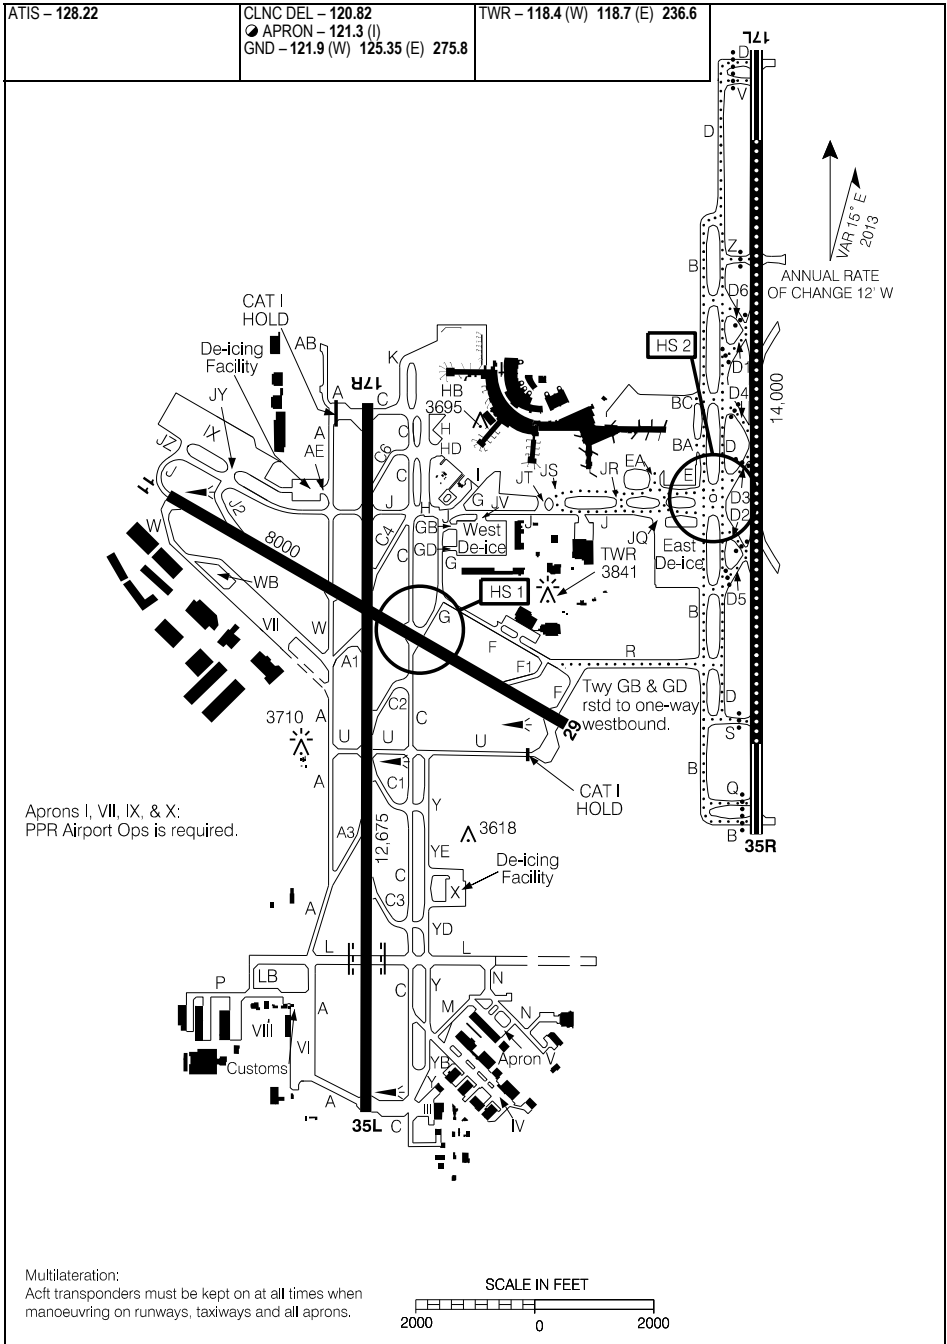 ATIS – 128.22
CLNC DEL – 120.82
APRON – 121.3 (I)
GND – 121.9 (W) 125.35 (E) 275.8
TWR – 118.4 (W) 118.7 (E) 236.6
17L
D
V
D
VAR 15° E
2013
ANNUAL RATE
OF CHANGE 12' W
Z
B
D6
D1
HS 2
14,000
CAT I
HOLD
AB
De-icing
Facility
K
A
17R
C
HB
3695
H
HD
BC
D4
JY
IX
A
AE
C
C6
C
BA
D
JZ
J
I
JT
JS
JR
EA
E
11
J2
J
G
JV
D3
D2
8000
W
C4
H
GB
GD
G
West
De-ice
J
J
JQ
East
De-ice
TWR
3841
C
D5
WB
VII
HS 1
B
W
G
F
F1
R
A1
F
Twy GB & GD
rstd to one-way
westbound.
A
C2
C
29
D
3710
U
U
U
S
B
A
C1
CAT I
HOLD
Q
Aprons I, VII, IX, & X:
PPR Airport Ops is required.
A3
12,675
Y
3618
B
35R
YE
De-icing
Facility
C
X
C3
A
YD
L
L
P
LB
N
A
C
Y
M
N
VIII
VI
Customs
Apron V
YB
Y
A
III
IV
35L
C
Multilateration:
Acft transponders must be kept on at all times when
manoeuvring on runways, taxiways and all aprons.
SCALE IN FEET
2000
0
2000